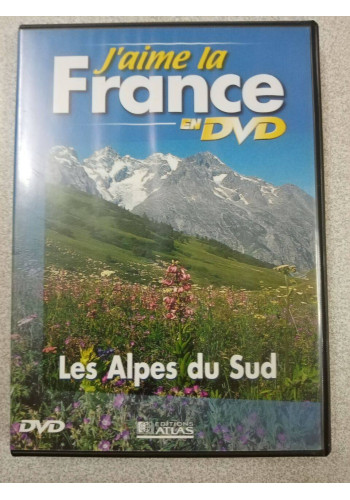 J'aime la
France
EN DVD
Les Alpes du Sud
DVD
EDITIONS
ATLAS